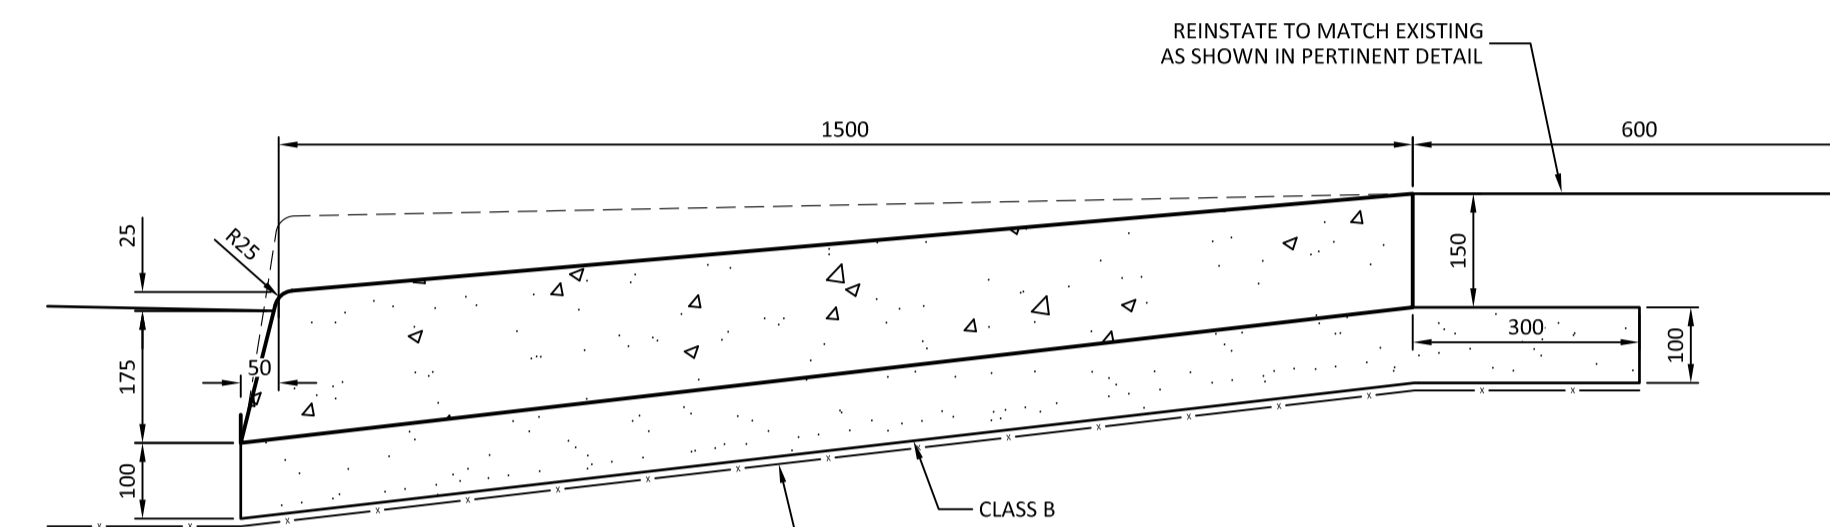 REINSTATE TO MATCH EXISTING
AS SHOWN IN PERTINENT DETAIL
1500
600
25
R25
150
300
100
50
175
100
CLASS B